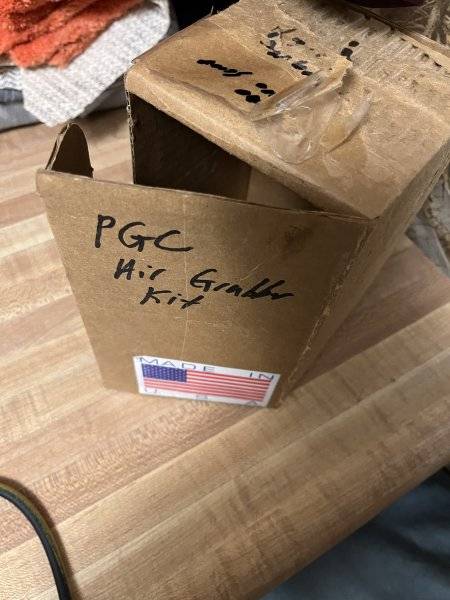 PGC
Air Grabber
Kit
MADE IN
U S A